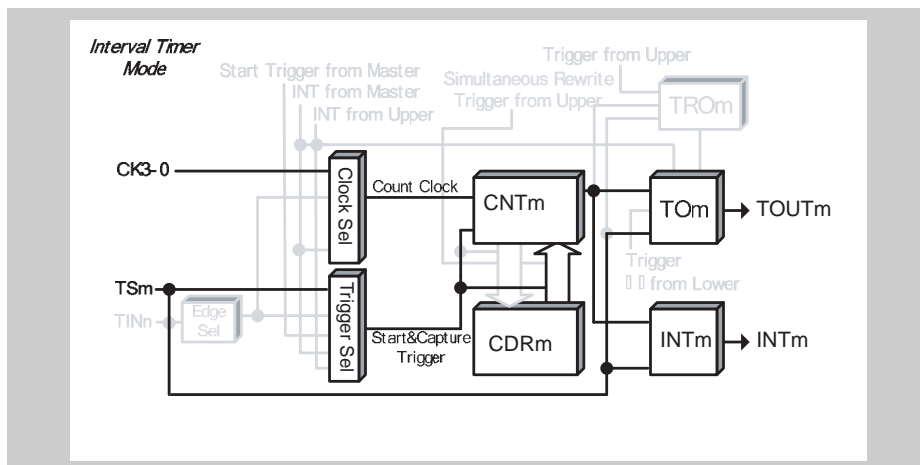 Interval Timer
Mode
Start Trigger from Master
INT from Master
INT from Upper
Simultaneous Rewrite
Trigger from Upper
Trigger from Upper
TROm
CK3-0
Clock Sel
Count Clock
CNTm
TOm
TOUTm
Trigger
from Lower
TSm
TINn
Edge
Sel
Trigger Sel
Start&Capture
Trigger
CDRm
INTm
INTm